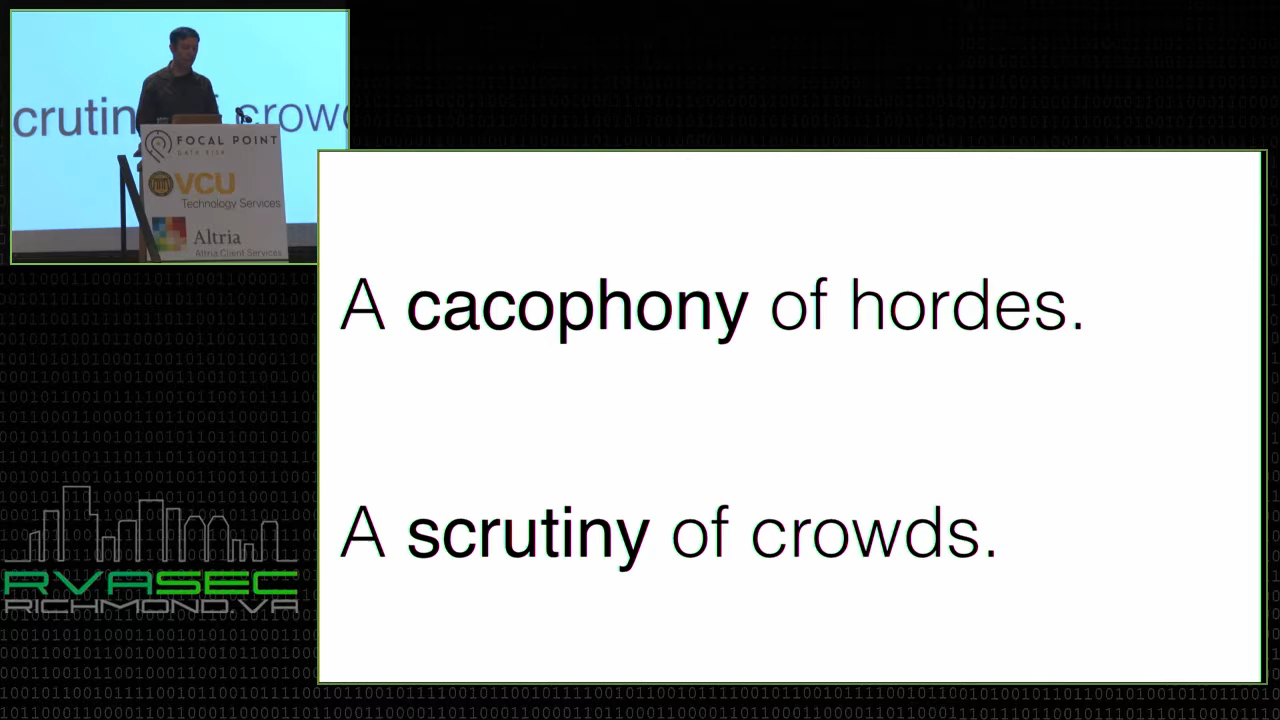 crutin crowd
FOCAL POINT
DATA RISK
VCU
Technology Services
Altria
Altria Client Services
A cacophony of hordes.
A scrutiny of crowds.
RVASEC
RICHMOND.VA